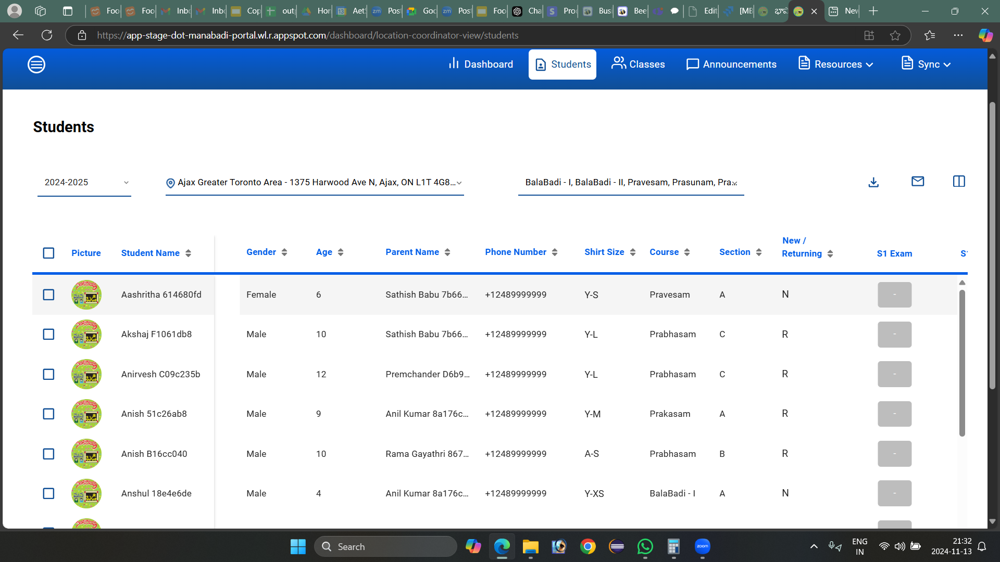 Foo Foo Inb Inb Cop out Hor Aet Post Goo Post Foo Cha Pro Busi Bee Edit [ME New
https://app-stage-dot-manabadi-portal.wl.r.appspot.com/dashboard/location-coordinator-view/students
Dashboard Students Classes Announcements Resources Sync
Students
2024-2025 Ajax Greater Toronto Area - 1375 Harwood Ave N, Ajax, ON L1T 4G8... BalaBadi - I, BalaBadi - II, Pravesam, Prasunam, Pra...
Picture Student Name Gender Age Parent Name Phone Number Shirt Size Course Section New / Returning S1 Exam
Aashritha 614680fd Female 6 Sathish Babu 7b66... +12489999999 Y-S Pravesam A N -
Akshaj F1061db8 Male 10 Sathish Babu 7b66... +12489999999 Y-L Prabhasam C R -
Anirvesh C09c235b Male 12 Premchander D6b9... +12489999999 Y-L Prabhasam C R -
Anish 51c26ab8 Male 9 Anil Kumar 8a176c... +12489999999 Y-M Prakasam A R -
Anish B16cc040 Male 10 Rama Gayathri 867... +12489999999 A-S Prabhasam B R -
Anshul 18e4e6de Male 4 Anil Kumar 8a176c... +12489999999 Y-XS BalaBadi - I A N -
Search zoom ENG 21:32
IN 2024-11-13